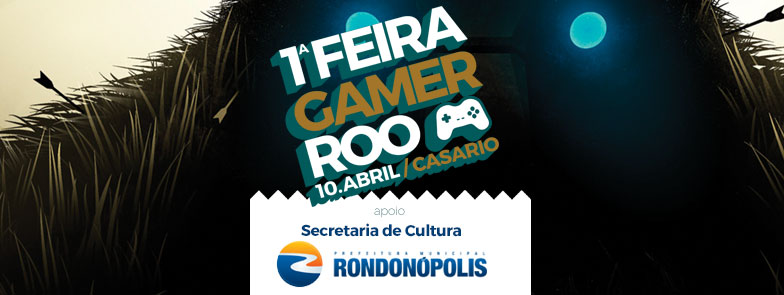 1ª FEIRA
GAMER
ROO
10.ABRIL / CASARIO
apoio
Secretaria de Cultura
PREFEITURA MUNICIPAL
RONDONÓPOLIS